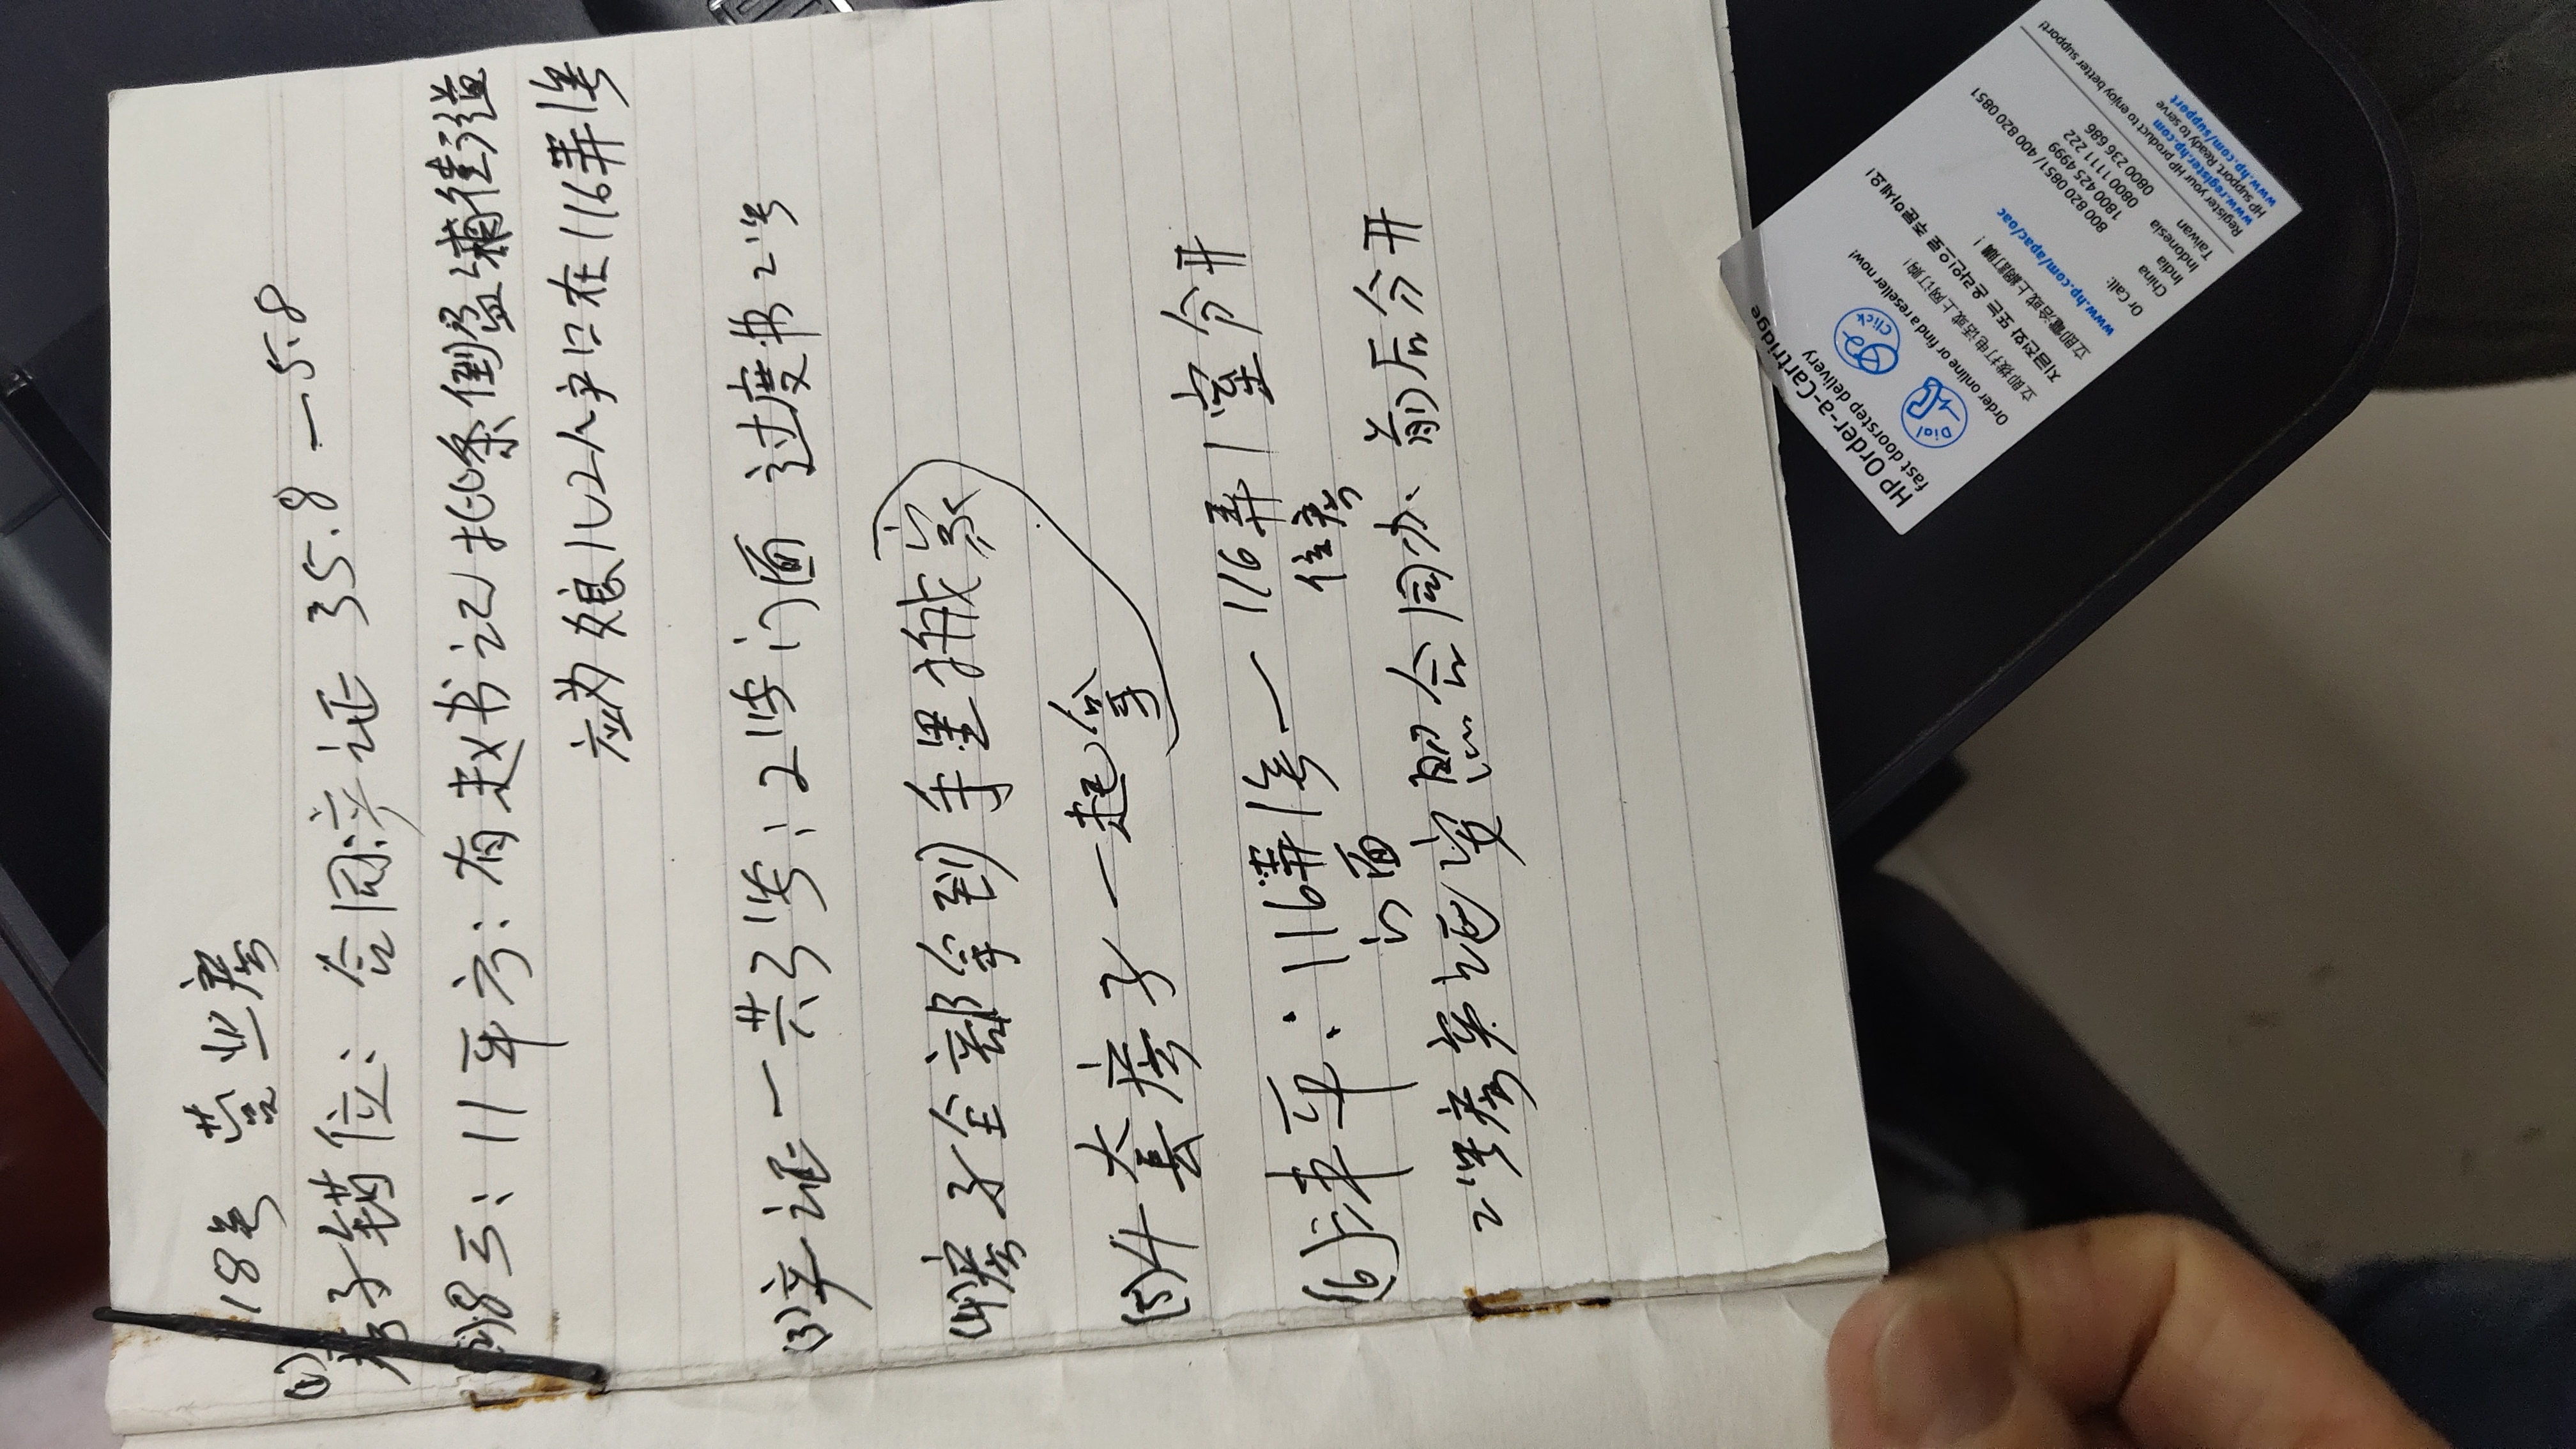 18号 营业房
(1)
房子错位：合同产证 35.8 — 5.8
(2)8万：11平方：有赵书记批条倒盈浦街道
应为娘儿2人户口在116弄1号
(3)产证一共3张；2张门面 过度书2张
(4)房子全部拿到手里搬家
(5)4套房子一起拿
(6)评：116弄1号 — 116弄1室分开
门面 住房
2张房产证安照合同办、前后分开
HP Order-a-Cartridge
fast doorstep delivery
Dial
Click
Order online or find a reseller now!
立即拨打电话或上网订购!
지금전화 또는 온라인으로 주문하세요!
立即電洽或上網訂購！
www.hp.com/apac/oac
Or Call:
China 800 820 0851/ 400 820 0851
India 1800 425 4999
Indonesia 0800 1111 222
Taiwan 0800 236 686
Register your HP product to enjoy better support!
www.register.hp.com
HP support. Ready to serve
www.hp.com/support